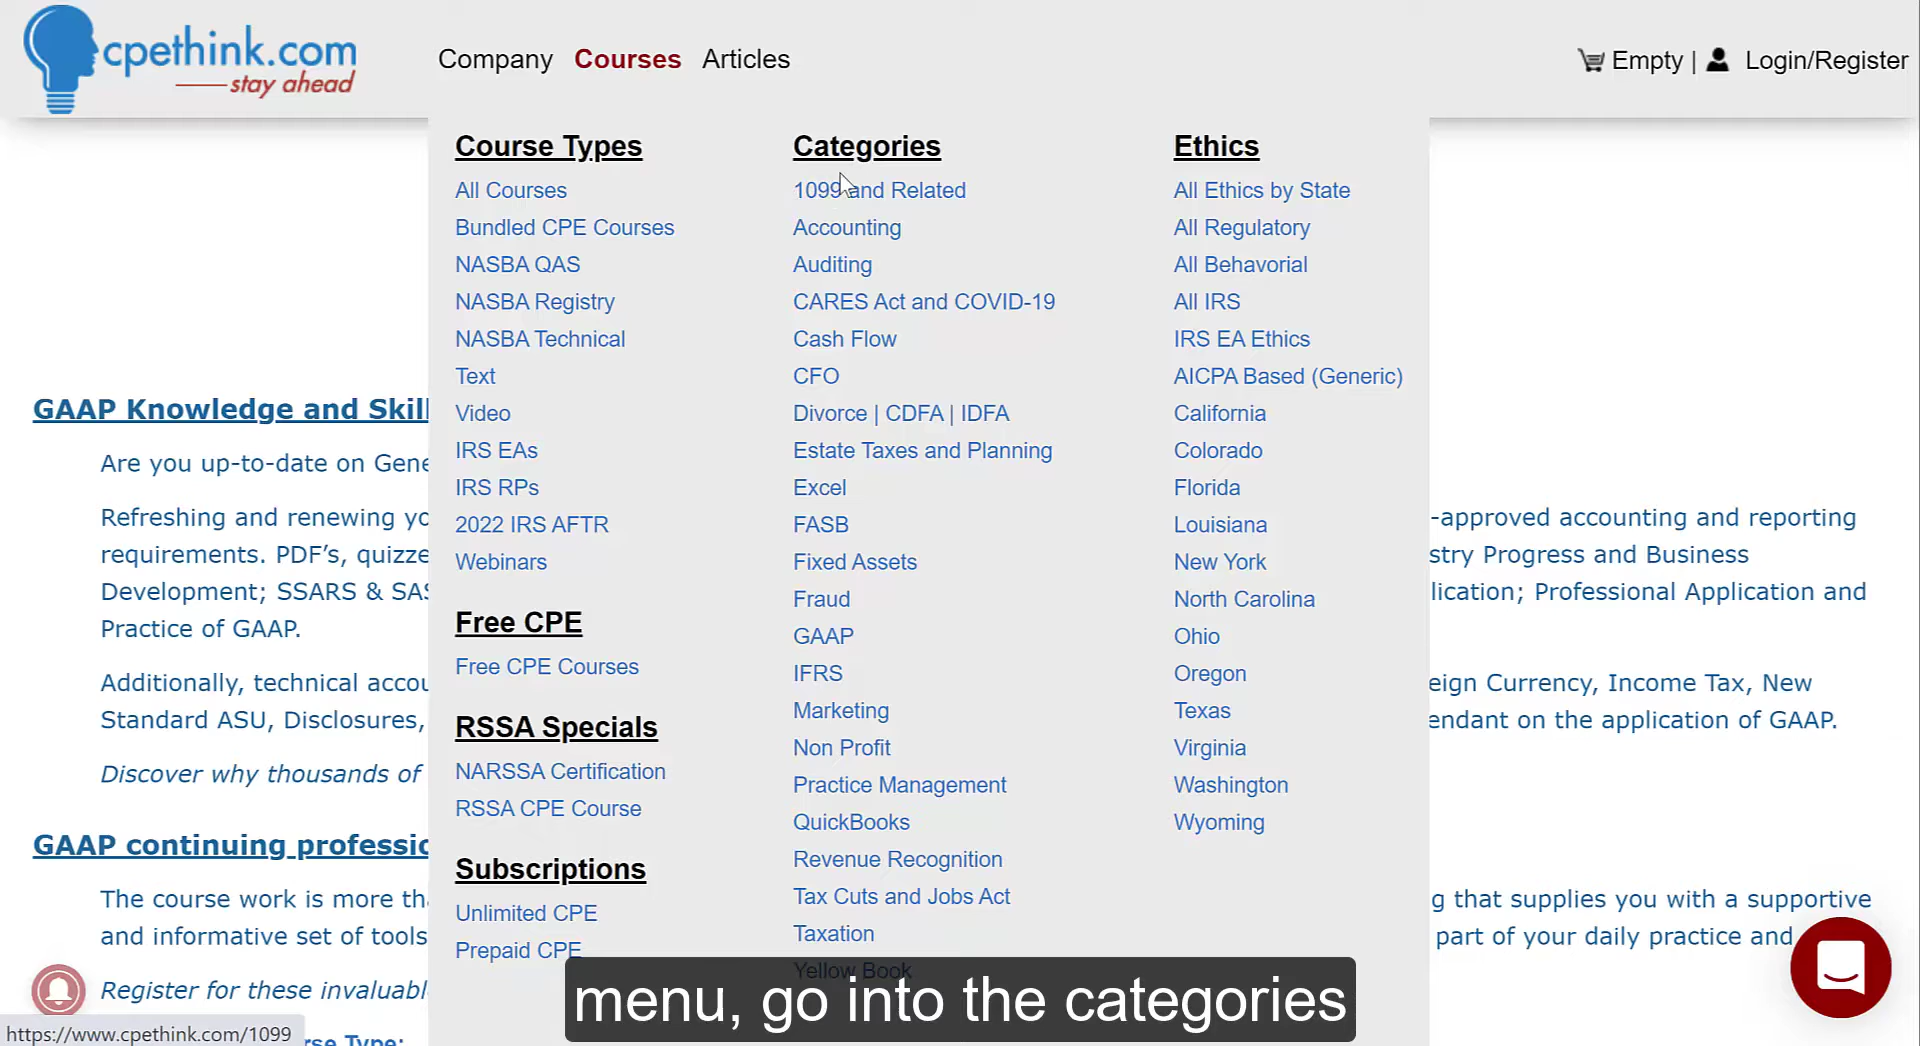 cpethink.com
stay ahead
Company Courses Articles
Empty | Login/Register
Course Types
All Courses
Bundled CPE Courses
NASBA QAS
NASBA Registry
NASBA Technical
Text
Video
IRS EAs
IRS RPs
2022 IRS AFTR
Webinars
Free CPE
Free CPE Courses
RSSA Specials
NARSSA Certification
RSSA CPE Course
Subscriptions
Unlimited CPE
Prepaid CPE
Categories
1099 and Related
Accounting
Auditing
CARES Act and COVID-19
Cash Flow
CFO
Divorce | CDFA | IDFA
Estate Taxes and Planning
Excel
FASB
Fixed Assets
Fraud
GAAP
IFRS
Marketing
Non Profit
Practice Management
QuickBooks
Revenue Recognition
Tax Cuts and Jobs Act
Taxation
Yellow Book
Ethics
All Ethics by State
All Regulatory
All Behavorial
All IRS
IRS EA Ethics
AICPA Based (Generic)
California
Colorado
Florida
Louisiana
New York
North Carolina
Ohio
Oregon
Texas
Virginia
Washington
Wyoming
GAAP Knowledge and Skill
Are you up-to-date on Gene
Refreshing and renewing yo
-approved accounting and reporting
requirements. PDF’s, quizze
stry Progress and Business
Development; SSARS & SAS
lication; Professional Application and
Practice of GAAP.
Additionally, technical accou
eign Currency, Income Tax, New
Standard ASU, Disclosures,
endant on the application of GAAP.
Discover why thousands of
GAAP continuing professio
The course work is more tha
g that supplies you with a supportive
and informative set of tools
part of your daily practice and
Register for these invaluabl
rse Type:
https://www.cpethink.com/1099
menu, go into the categories